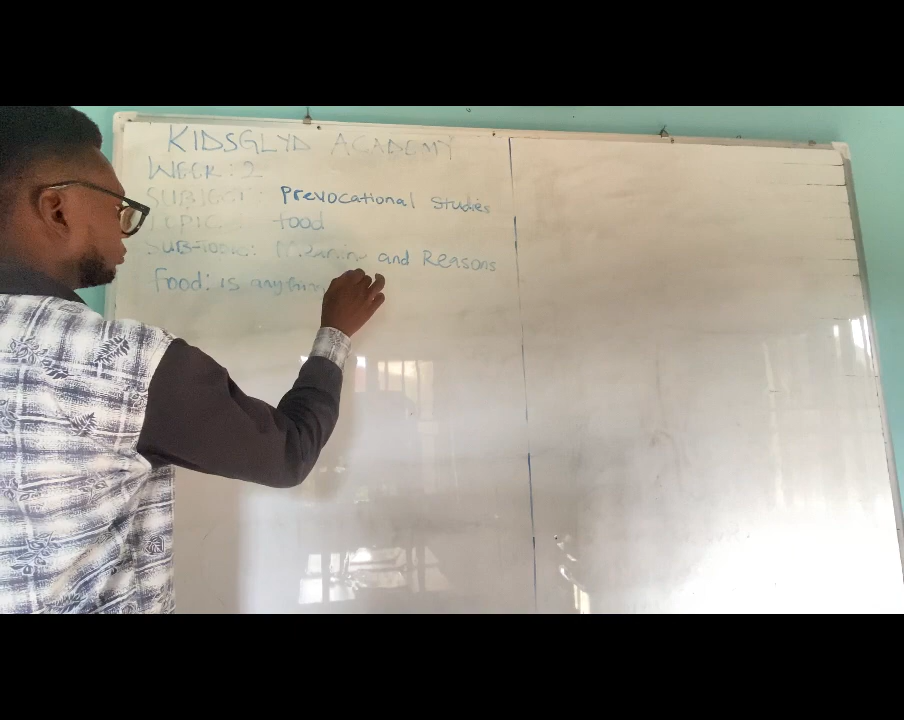 KIDSGLYD ACADEMY
WEEK: 2
SUBJECT: Prevocational Studies
TOPIC: food
SUB-TOPIC: Meaning and Reasons
Food: is anything